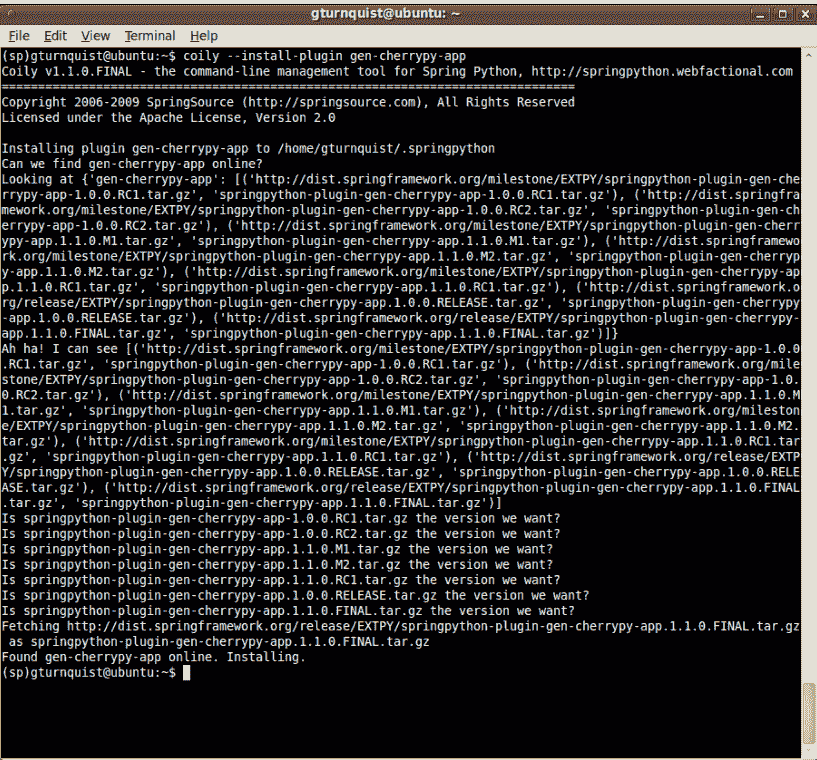 gturnquist@ubuntu: ~
File Edit View Terminal Help
(sp)gturnquist@ubuntu:~$ coily --install-plugin gen-cherrypy-app
Coily v1.1.0.FINAL - the command-line management tool for Spring Python, http://springpython.webfactional.com
===============================================================================
Copyright 2006-2009 SpringSource (http://springsource.com), All Rights Reserved
Licensed under the Apache License, Version 2.0
Installing plugin gen-cherrypy-app to /home/gturnquist/.springpython
Can we find gen-cherrypy-app online?
Looking at {'gen-cherrypy-app': [('http://dist.springframework.org/milestone/EXTPY/springpython-plugin-gen-che
rrypy-app-1.0.0.RC1.tar.gz', 'springpython-plugin-gen-cherrypy-app-1.0.0.RC1.tar.gz'), ('http://dist.springfra
mework.org/milestone/EXTPY/springpython-plugin-gen-cherrypy-app-1.0.0.RC2.tar.gz', 'springpython-plugin-gen-ch
errypy-app-1.0.0.RC2.tar.gz'), ('http://dist.springframework.org/milestone/EXTPY/springpython-plugin-gen-cherr
ypy-app.1.1.0.M1.tar.gz', 'springpython-plugin-gen-cherrypy-app.1.1.0.M1.tar.gz'), ('http://dist.springframewo
rk.org/milestone/EXTPY/springpython-plugin-gen-cherrypy-app.1.1.0.M2.tar.gz', 'springpython-plugin-gen-cherryp
y-app.1.1.0.M2.tar.gz'), ('http://dist.springframework.org/milestone/EXTPY/springpython-plugin-gen-cherrypy-ap
p.1.1.0.RC1.tar.gz', 'springpython-plugin-gen-cherrypy-app.1.1.0.RC1.tar.gz'), ('http://dist.springframework.o
rg/release/EXTPY/springpython-plugin-gen-cherrypy-app.1.0.0.RELEASE.tar.gz', 'springpython-plugin-gen-cherrypy
-app.1.0.0.RELEASE.tar.gz'), ('http://dist.springframework.org/release/EXTPY/springpython-plugin-gen-cherrypy-
app.1.1.0.FINAL.tar.gz', 'springpython-plugin-gen-cherrypy-app.1.1.0.FINAL.tar.gz')]}
Ah ha! I can see [('http://dist.springframework.org/milestone/EXTPY/springpython-plugin-gen-cherrypy-app-1.0.0
.RC1.tar.gz', 'springpython-plugin-gen-cherrypy-app-1.0.0.RC1.tar.gz'), ('http://dist.springframework.org/mile
stone/EXTPY/springpython-plugin-gen-cherrypy-app-1.0.0.RC2.tar.gz', 'springpython-plugin-gen-cherrypy-app-1.0.
0.RC2.tar.gz'), ('http://dist.springframework.org/milestone/EXTPY/springpython-plugin-gen-cherrypy-app.1.1.0.M
1.tar.gz', 'springpython-plugin-gen-cherrypy-app.1.1.0.M1.tar.gz'), ('http://dist.springframework.org/mileston
e/EXTPY/springpython-plugin-gen-cherrypy-app.1.1.0.M2.tar.gz', 'springpython-plugin-gen-cherrypy-app.1.1.0.M2.
tar.gz'), ('http://dist.springframework.org/milestone/EXTPY/springpython-plugin-gen-cherrypy-app.1.1.0.RC1.tar
.gz', 'springpython-plugin-gen-cherrypy-app.1.1.0.RC1.tar.gz'), ('http://dist.springframework.org/release/EXTP
Y/springpython-plugin-gen-cherrypy-app.1.0.0.RELEASE.tar.gz', 'springpython-plugin-gen-cherrypy-app.1.0.0.RELE
ASE.tar.gz'), ('http://dist.springframework.org/release/EXTPY/springpython-plugin-gen-cherrypy-app.1.1.0.FINAL
.tar.gz', 'springpython-plugin-gen-cherrypy-app.1.1.0.FINAL.tar.gz')]
Is springpython-plugin-gen-cherrypy-app-1.0.0.RC1.tar.gz the version we want?
Is springpython-plugin-gen-cherrypy-app-1.0.0.RC2.tar.gz the version we want?
Is springpython-plugin-gen-cherrypy-app.1.1.0.M1.tar.gz the version we want?
Is springpython-plugin-gen-cherrypy-app.1.1.0.M2.tar.gz the version we want?
Is springpython-plugin-gen-cherrypy-app.1.1.0.RC1.tar.gz the version we want?
Is springpython-plugin-gen-cherrypy-app.1.0.0.RELEASE.tar.gz the version we want?
Is springpython-plugin-gen-cherrypy-app.1.1.0.FINAL.tar.gz the version we want?
Fetching http://dist.springframework.org/release/EXTPY/springpython-plugin-gen-cherrypy-app.1.1.0.FINAL.tar.gz
as springpython-plugin-gen-cherrypy-app.1.1.0.FINAL.tar.gz
Found gen-cherrypy-app online. Installing.
(sp)gturnquist@ubuntu:~$